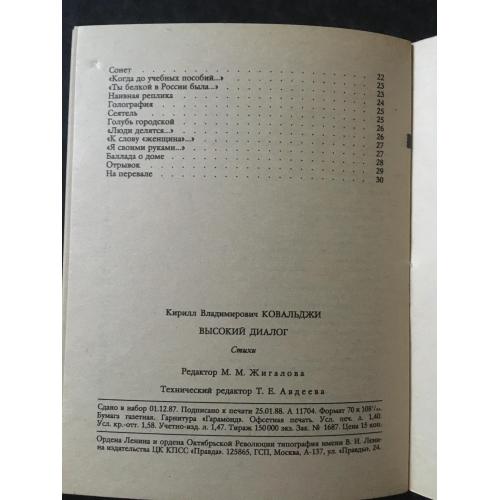 Сонет . . . . . . . . . . 22
«Когда до учебных пособий...» . . . . . . . . . . 23
«Ты белкой в России была...» . . . . . . . . . . 23
Наивная реплика . . . . . . . . . . 24
Голография . . . . . . . . . . 24
Сеятель . . . . . . . . . . 25
Голубь городской . . . . . . . . . . 25
«Люди делятся...» . . . . . . . . . . 26
«К слову «женщина»...» . . . . . . . . . . 26
«Я своими руками...» . . . . . . . . . . 27
Баллада о доме . . . . . . . . . . 27
Отрывок . . . . . . . . . . 28
На перевале . . . . . . . . . . 29
30
Кирилл Владимирович КОВАЛЬДЖИ
ВЫСОКИЙ ДИАЛОГ
Стихи
Редактор М. М. Жигалова
Технический редактор Т. Е. Авдеева
Сдано в набор 01.12.87. Подписано к печати 25.01.88. А 11704. Формат 70 х 108¹/₃₂.
Бумага газетная. Гарнитура «Гарамонд». Офсетная печать. Усл. печ. л. 1,40.
Усл. кр.-отт. 1,58. Учетно-изд. л. 1,47. Тираж 150 000 экз. Зак. № 1687. Цена 15 коп.
Ордена Ленина и ордена Октябрьской Революции типография имени В. И. Лени-
на издательства ЦК КПСС «Правда». 125865, ГСП, Москва, А-137, ул. «Правды», 24.